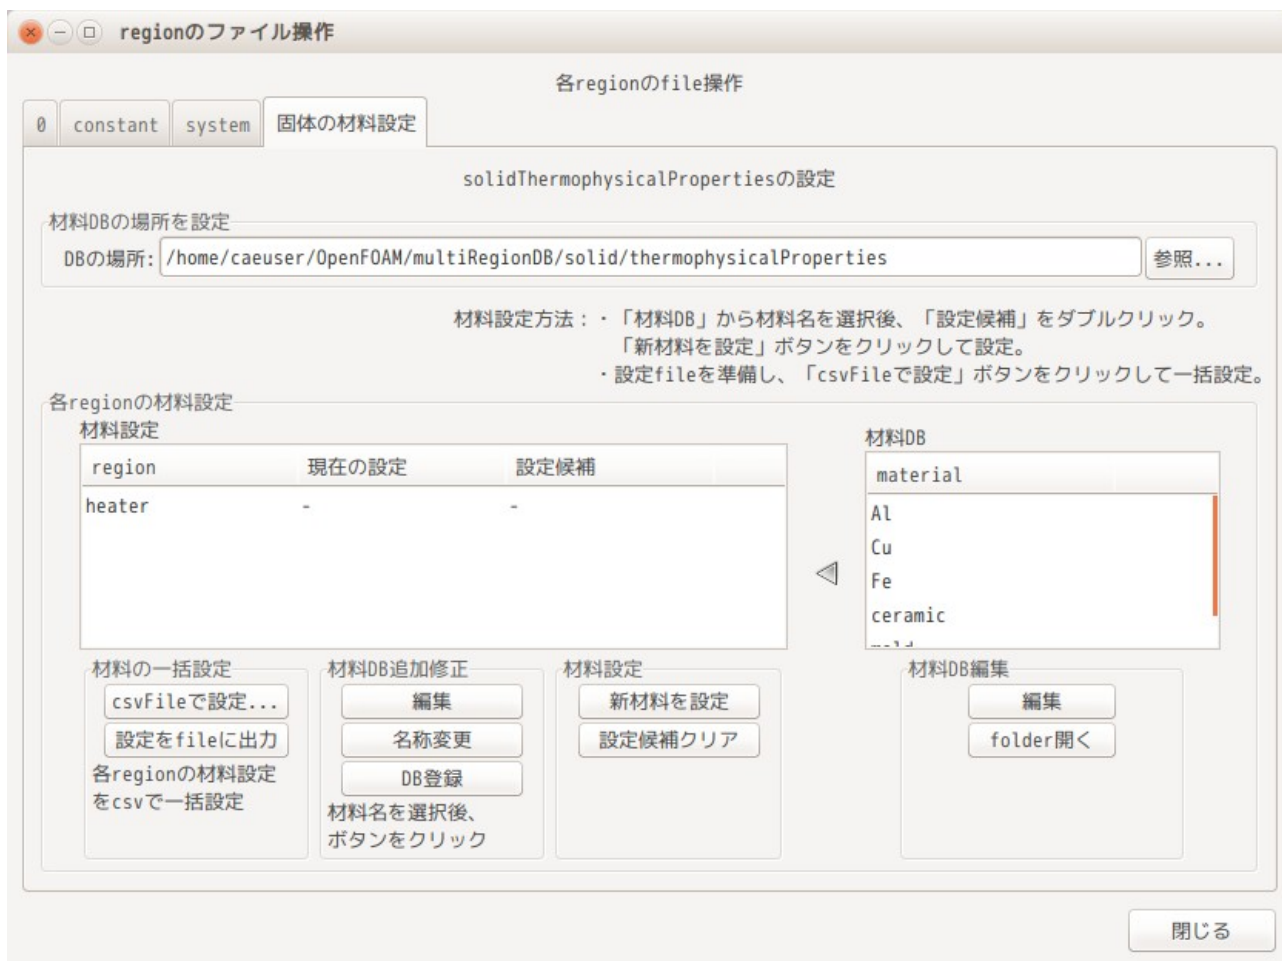 regionのファイル操作
各regionのfile操作
0 constant system 固体の材料設定
solidThermophysicalPropertiesの設定
材料DBの場所を設定
DBの場所: /home/caeuser/OpenFOAM/multiRegionDB/solid/thermophysicalProperties 参照...
材料設定方法：・「材料DB」から材料名を選択後、「設定候補」をダブルクリック。
「新材料を設定」ボタンをクリックして設定。
・設定fileを準備し、「csvFileで設定」ボタンをクリックして一括設定。
各regionの材料設定
材料設定
region 現在の設定 設定候補
heater - -
材料DB
material
Al
Cu
Fe
ceramic
材料の一括設定
csvFileで設定...
設定をfileに出力
各regionの材料設定
をcsvで一括設定
材料DB追加修正
編集
名称変更
DB登録
材料名を選択後、
ボタンをクリック
材料設定
新材料を設定
設定候補クリア
材料DB編集
編集
folder開く
閉じる